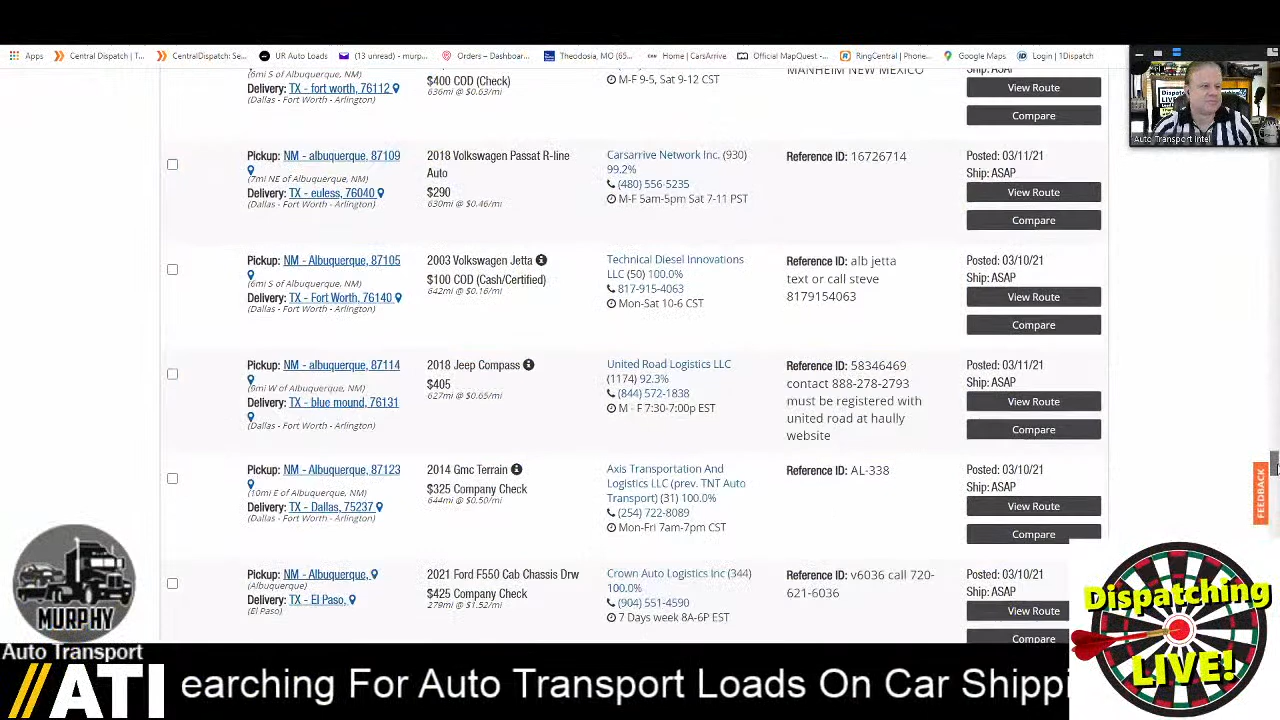 Apps
Central Dispatch | T...
CentralDispatch: Se...
UR Auto Loads
(13 unread) - murp...
Orders – Dashboar...
Theodosia, MO (65...
Home | CarsArrive
Official MapQuest -...
RingCentral | Phone...
Google Maps
Login | 1Dispatch
(6mi S of Albuquerque, NM)
Delivery: TX - fort worth, 76112
(Dallas - Fort Worth - Arlington)
$400 COD (Check)
636mi @ $0.63/mi
M-F 9-5, Sat 9-12 CST
MANHEIM NEW MEXICO
Ship: ASAP
View Route
Compare
Auto Transport Intel
Pickup: NM - albuquerque, 87109
(7mi NE of Albuquerque, NM)
Delivery: TX - euless, 76040
(Dallas - Fort Worth - Arlington)
2018 Volkswagen Passat R-line
Auto
$290
630mi @ $0.46/mi
Carsarrive Network Inc. (930)
99.2%
(480) 556-5235
M-F 5am-5pm Sat 7-11 PST
Reference ID: 16726714
Posted: 03/11/21
Ship: ASAP
View Route
Compare
Pickup: NM - Albuquerque, 87105
(6mi S of Albuquerque, NM)
Delivery: TX - Fort Worth, 76140
(Dallas - Fort Worth - Arlington)
2003 Volkswagen Jetta
$100 COD (Cash/Certified)
642mi @ $0.16/mi
Technical Diesel Innovations
LLC (50) 100.0%
817-915-4063
Mon-Sat 10-6 CST
Reference ID: alb jetta
text or call steve
8179154063
Posted: 03/10/21
Ship: ASAP
View Route
Compare
Pickup: NM - albuquerque, 87114
(9mi W of Albuquerque, NM)
Delivery: TX - blue mound, 76131
(Dallas - Fort Worth - Arlington)
2018 Jeep Compass
$405
627mi @ $0.65/mi
United Road Logistics LLC
(1174) 92.3%
(844) 572-1838
M - F 7:30-7:00p EST
Reference ID: 58346469
contact 888-278-2793
must be registered with
united road at haully
website
Posted: 03/11/21
Ship: ASAP
View Route
Compare
Pickup: NM - Albuquerque, 87123
(10mi E of Albuquerque, NM)
Delivery: TX - Dallas, 75237
(Dallas - Fort Worth - Arlington)
2014 Gmc Terrain
$325 Company Check
644mi @ $0.50/mi
Axis Transportation And
Logistics LLC (prev. TNT Auto
Transport) (31) 100.0%
(254) 722-8089
Mon-Fri 7am-7pm CST
Reference ID: AL-338
Posted: 03/10/21
Ship: ASAP
View Route
Compare
FEEDBACK
Pickup: NM - Albuquerque,
(Albuquerque)
Delivery: TX - El Paso,
(El Paso)
2021 Ford F550 Cab Chassis Drw
$425 Company Check
279mi @ $1.52/mi
Crown Auto Logistics Inc (344)
100.0%
(904) 551-4590
7 Days week 8A-6P EST
Reference ID: v6036 call 720-
621-6036
Posted: 03/10/21
Ship: ASAP
View Route
Compare
MURPHY
Auto Transport
//ATI
earching For Auto Transport Loads On Car Shippi
Dispatching
LIVE!